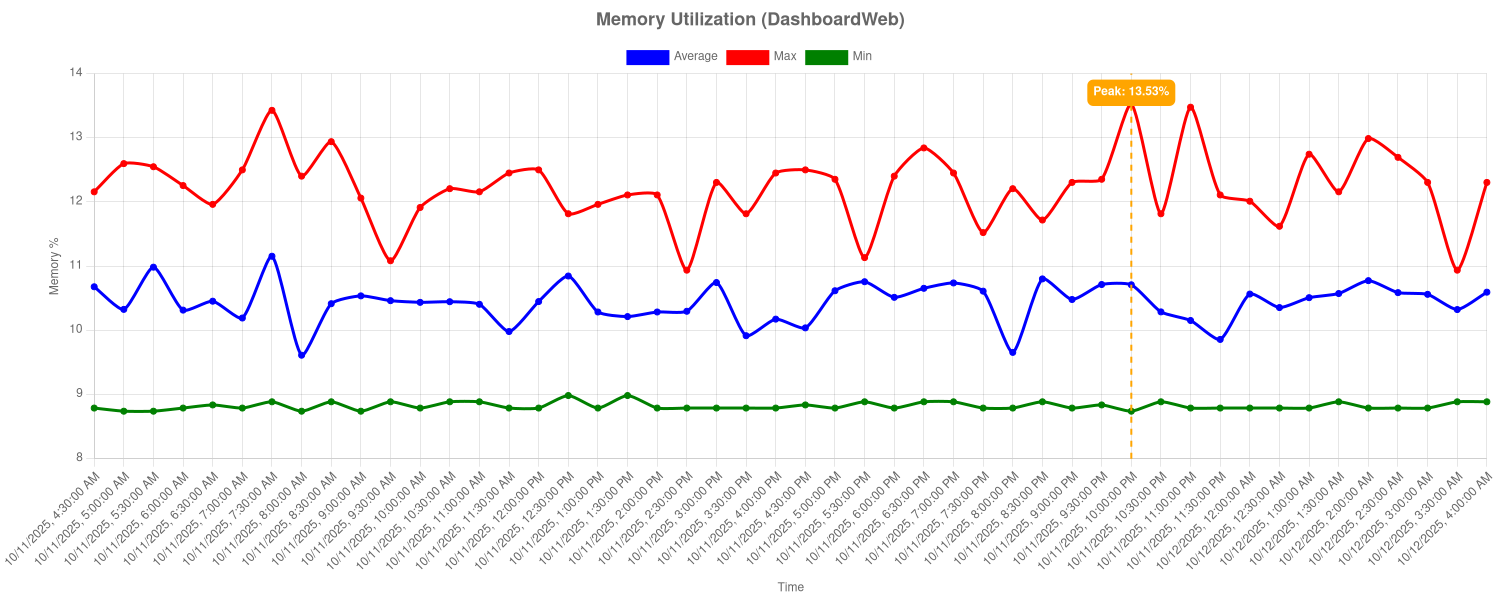 Memory Utilization (DashboardWeb)
Average Max Min
Peak: 13.53%
Memory %
14
13
12
11
10
9
8
10/11/2025, 4:30:00 AM
10/11/2025, 5:00:00 AM
10/11/2025, 5:30:00 AM
10/11/2025, 6:00:00 AM
10/11/2025, 6:30:00 AM
10/11/2025, 7:00:00 AM
10/11/2025, 7:30:00 AM
10/11/2025, 8:00:00 AM
10/11/2025, 8:30:00 AM
10/11/2025, 9:00:00 AM
10/11/2025, 9:30:00 AM
10/11/2025, 10:00:00 AM
10/11/2025, 10:30:00 AM
10/11/2025, 11:00:00 AM
10/11/2025, 11:30:00 AM
10/11/2025, 12:00:00 PM
10/11/2025, 12:30:00 PM
10/11/2025, 1:00:00 PM
10/11/2025, 1:30:00 PM
10/11/2025, 2:00:00 PM
10/11/2025, 2:30:00 PM
10/11/2025, 3:00:00 PM
10/11/2025, 3:30:00 PM
10/11/2025, 4:00:00 PM
10/11/2025, 4:30:00 PM
10/11/2025, 5:00:00 PM
10/11/2025, 5:30:00 PM
10/11/2025, 6:00:00 PM
10/11/2025, 6:30:00 PM
10/11/2025, 7:00:00 PM
10/11/2025, 7:30:00 PM
10/11/2025, 8:00:00 PM
10/11/2025, 8:30:00 PM
10/11/2025, 9:00:00 PM
10/11/2025, 9:30:00 PM
10/11/2025, 10:00:00 PM
10/11/2025, 10:30:00 PM
10/11/2025, 11:00:00 PM
10/11/2025, 11:30:00 PM
10/12/2025, 12:00:00 AM
10/12/2025, 12:30:00 AM
10/12/2025, 1:00:00 AM
10/12/2025, 1:30:00 AM
10/12/2025, 2:00:00 AM
10/12/2025, 2:30:00 AM
10/12/2025, 3:00:00 AM
10/12/2025, 3:30:00 AM
10/12/2025, 4:00:00 AM
Time